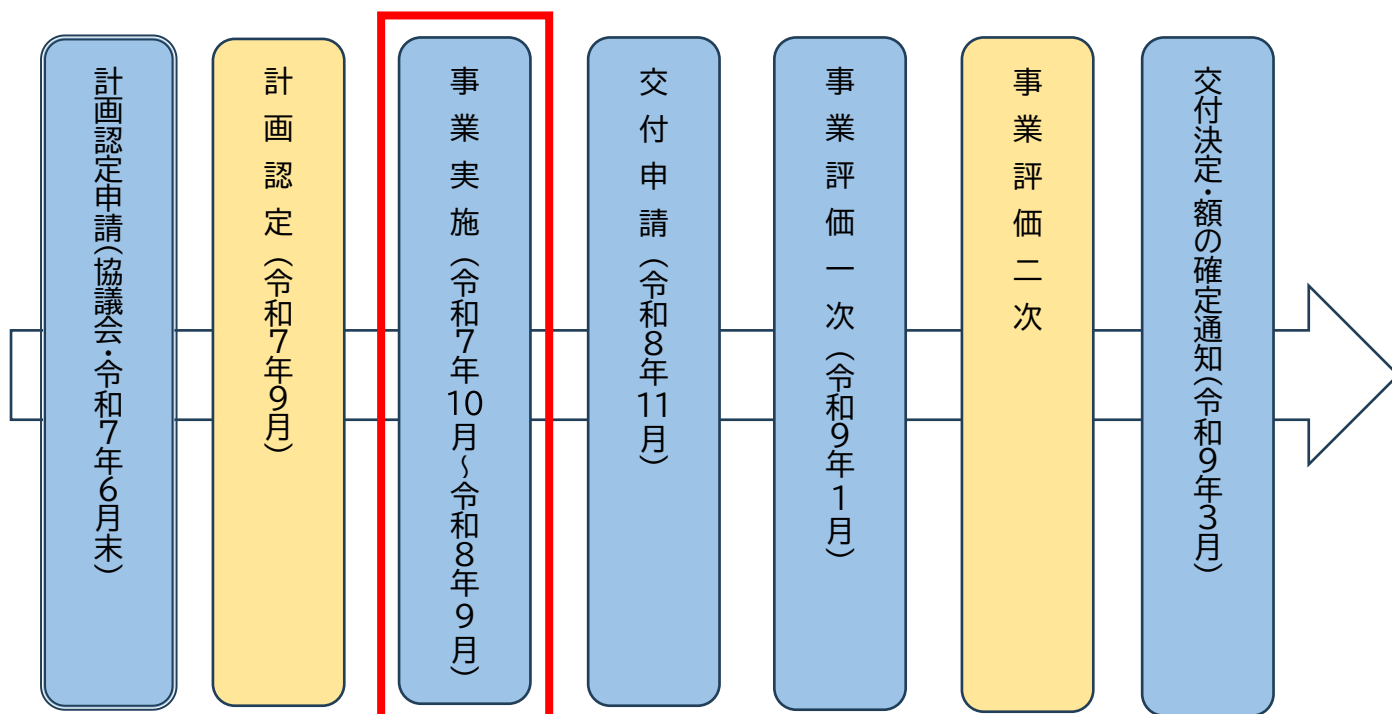 計画認定申請(協議会・令和7年6月末)
計画認定(令和7年9月)
事業実施(令和7年10月~令和8年9月)
交付申請(令和8年11月)
事業評価一次(令和9年1月)
事業評価二次
交付決定・額の確定通知(令和9年3月)